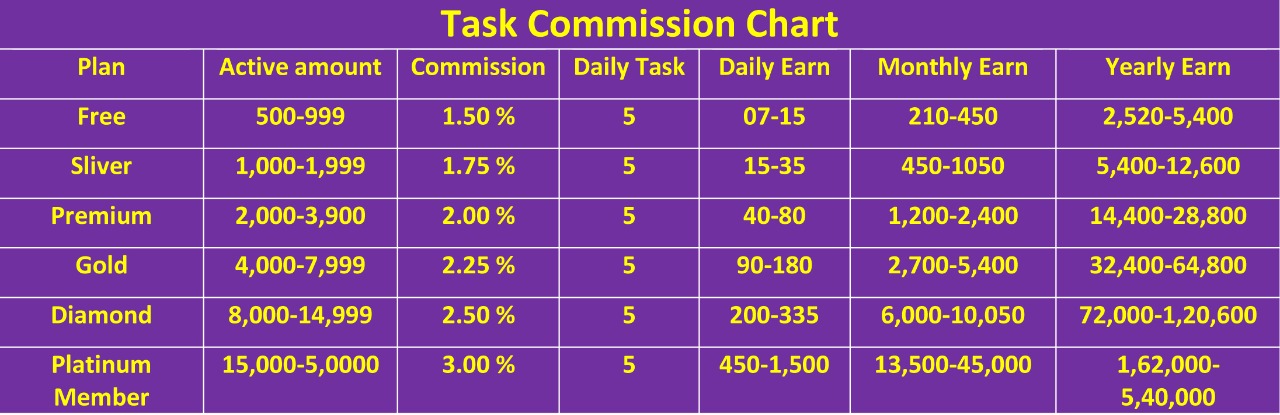 Task Commission Chart
Plan Active amount Commission Daily Task Daily Earn Monthly Earn Yearly Earn
Free 500-999 1.50 % 5 07-15 210-450 2,520-5,400
Sliver 1,000-1,999 1.75 % 5 15-35 450-1050 5,400-12,600
Premium 2,000-3,900 2.00 % 5 40-80 1,200-2,400 14,400-28,800
Gold 4,000-7,999 2.25 % 5 90-180 2,700-5,400 32,400-64,800
Diamond 8,000-14,999 2.50 % 5 200-335 6,000-10,050 72,000-1,20,600
Platinum 15,000-5,0000 3.00 % 5 450-1,500 13,500-45,000 1,62,000-
Member 5,40,000